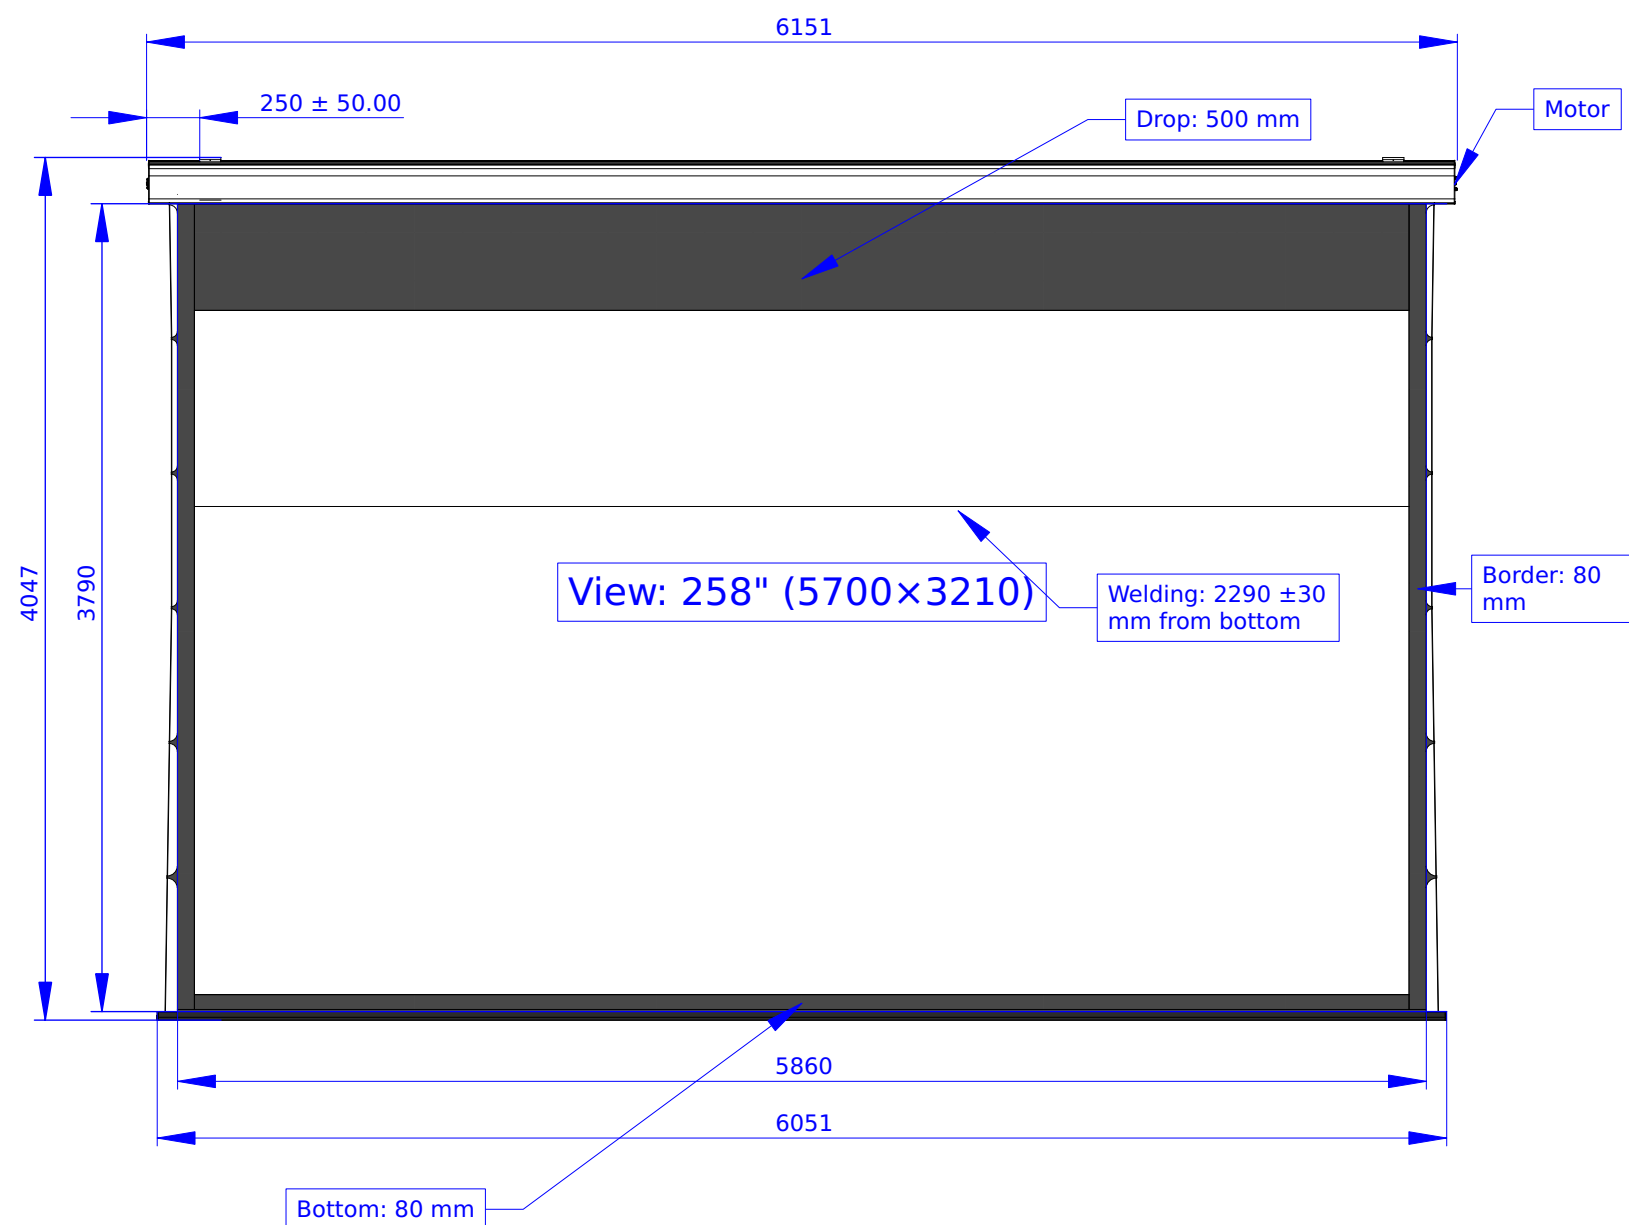 6151
250 ± 50.00
Drop: 500 mm
Motor
4047
3790
View: 258" (5700×3210)
Welding: 2290 ±30
mm from bottom
Border: 80
mm
5860
6051
Bottom: 80 mm